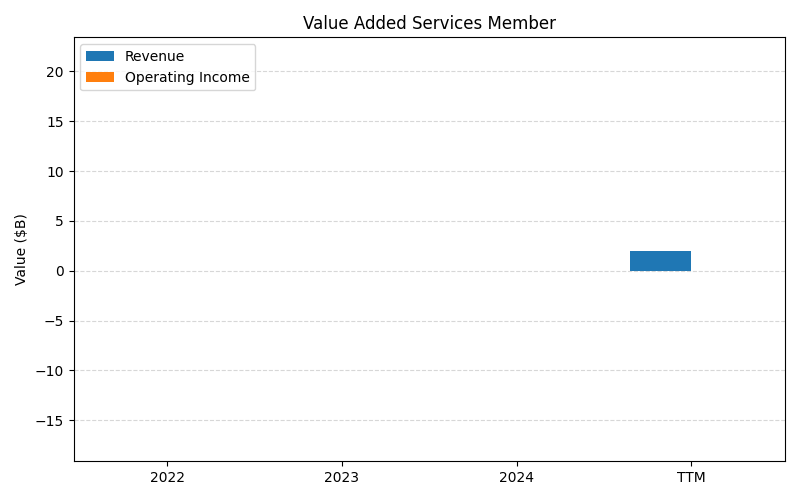 Value Added Services Member
Revenue
Operating Income
Value ($B)
20
15
10
5
0
−5
−10
−15
2022
2023
2024
TTM